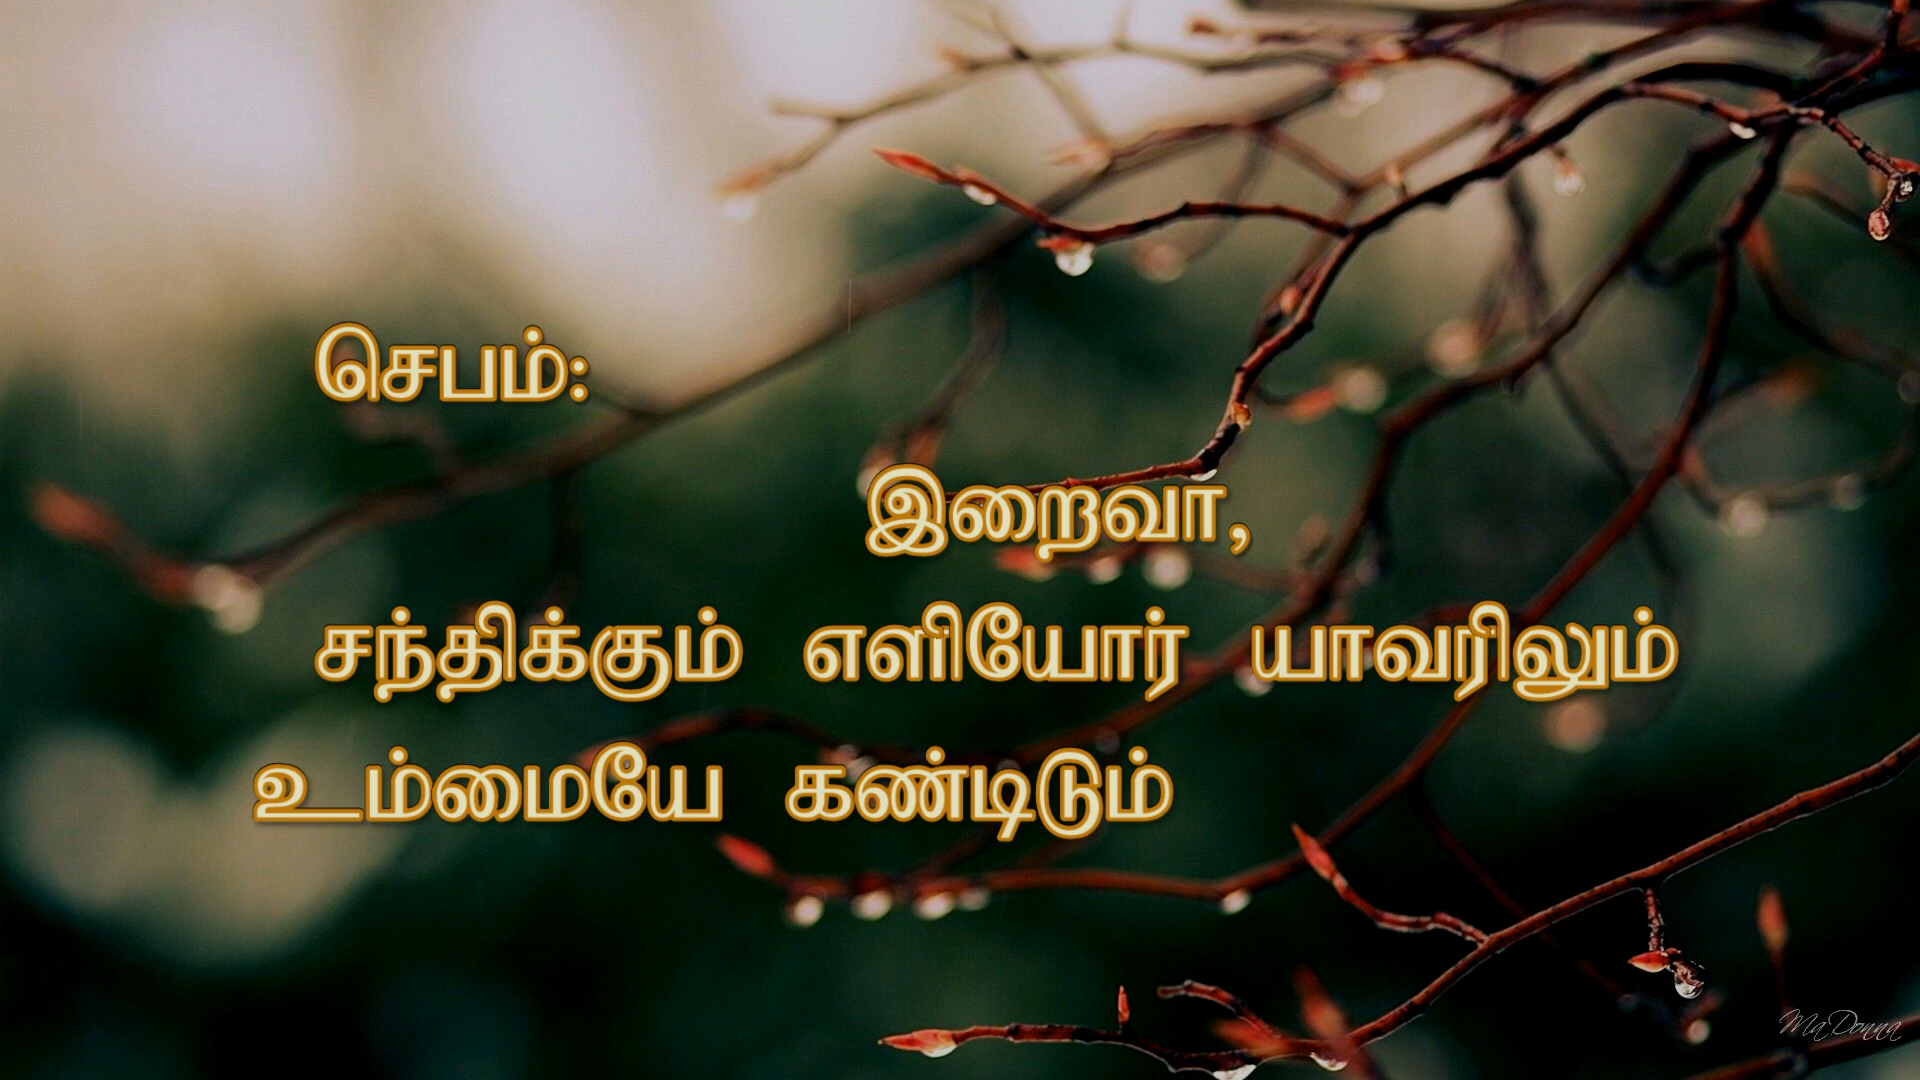 செபம்:
இறைவா,
சந்திக்கும் எளியோர் யாவரிலும்
உம்மையே கண்டிடும்
MaDonna